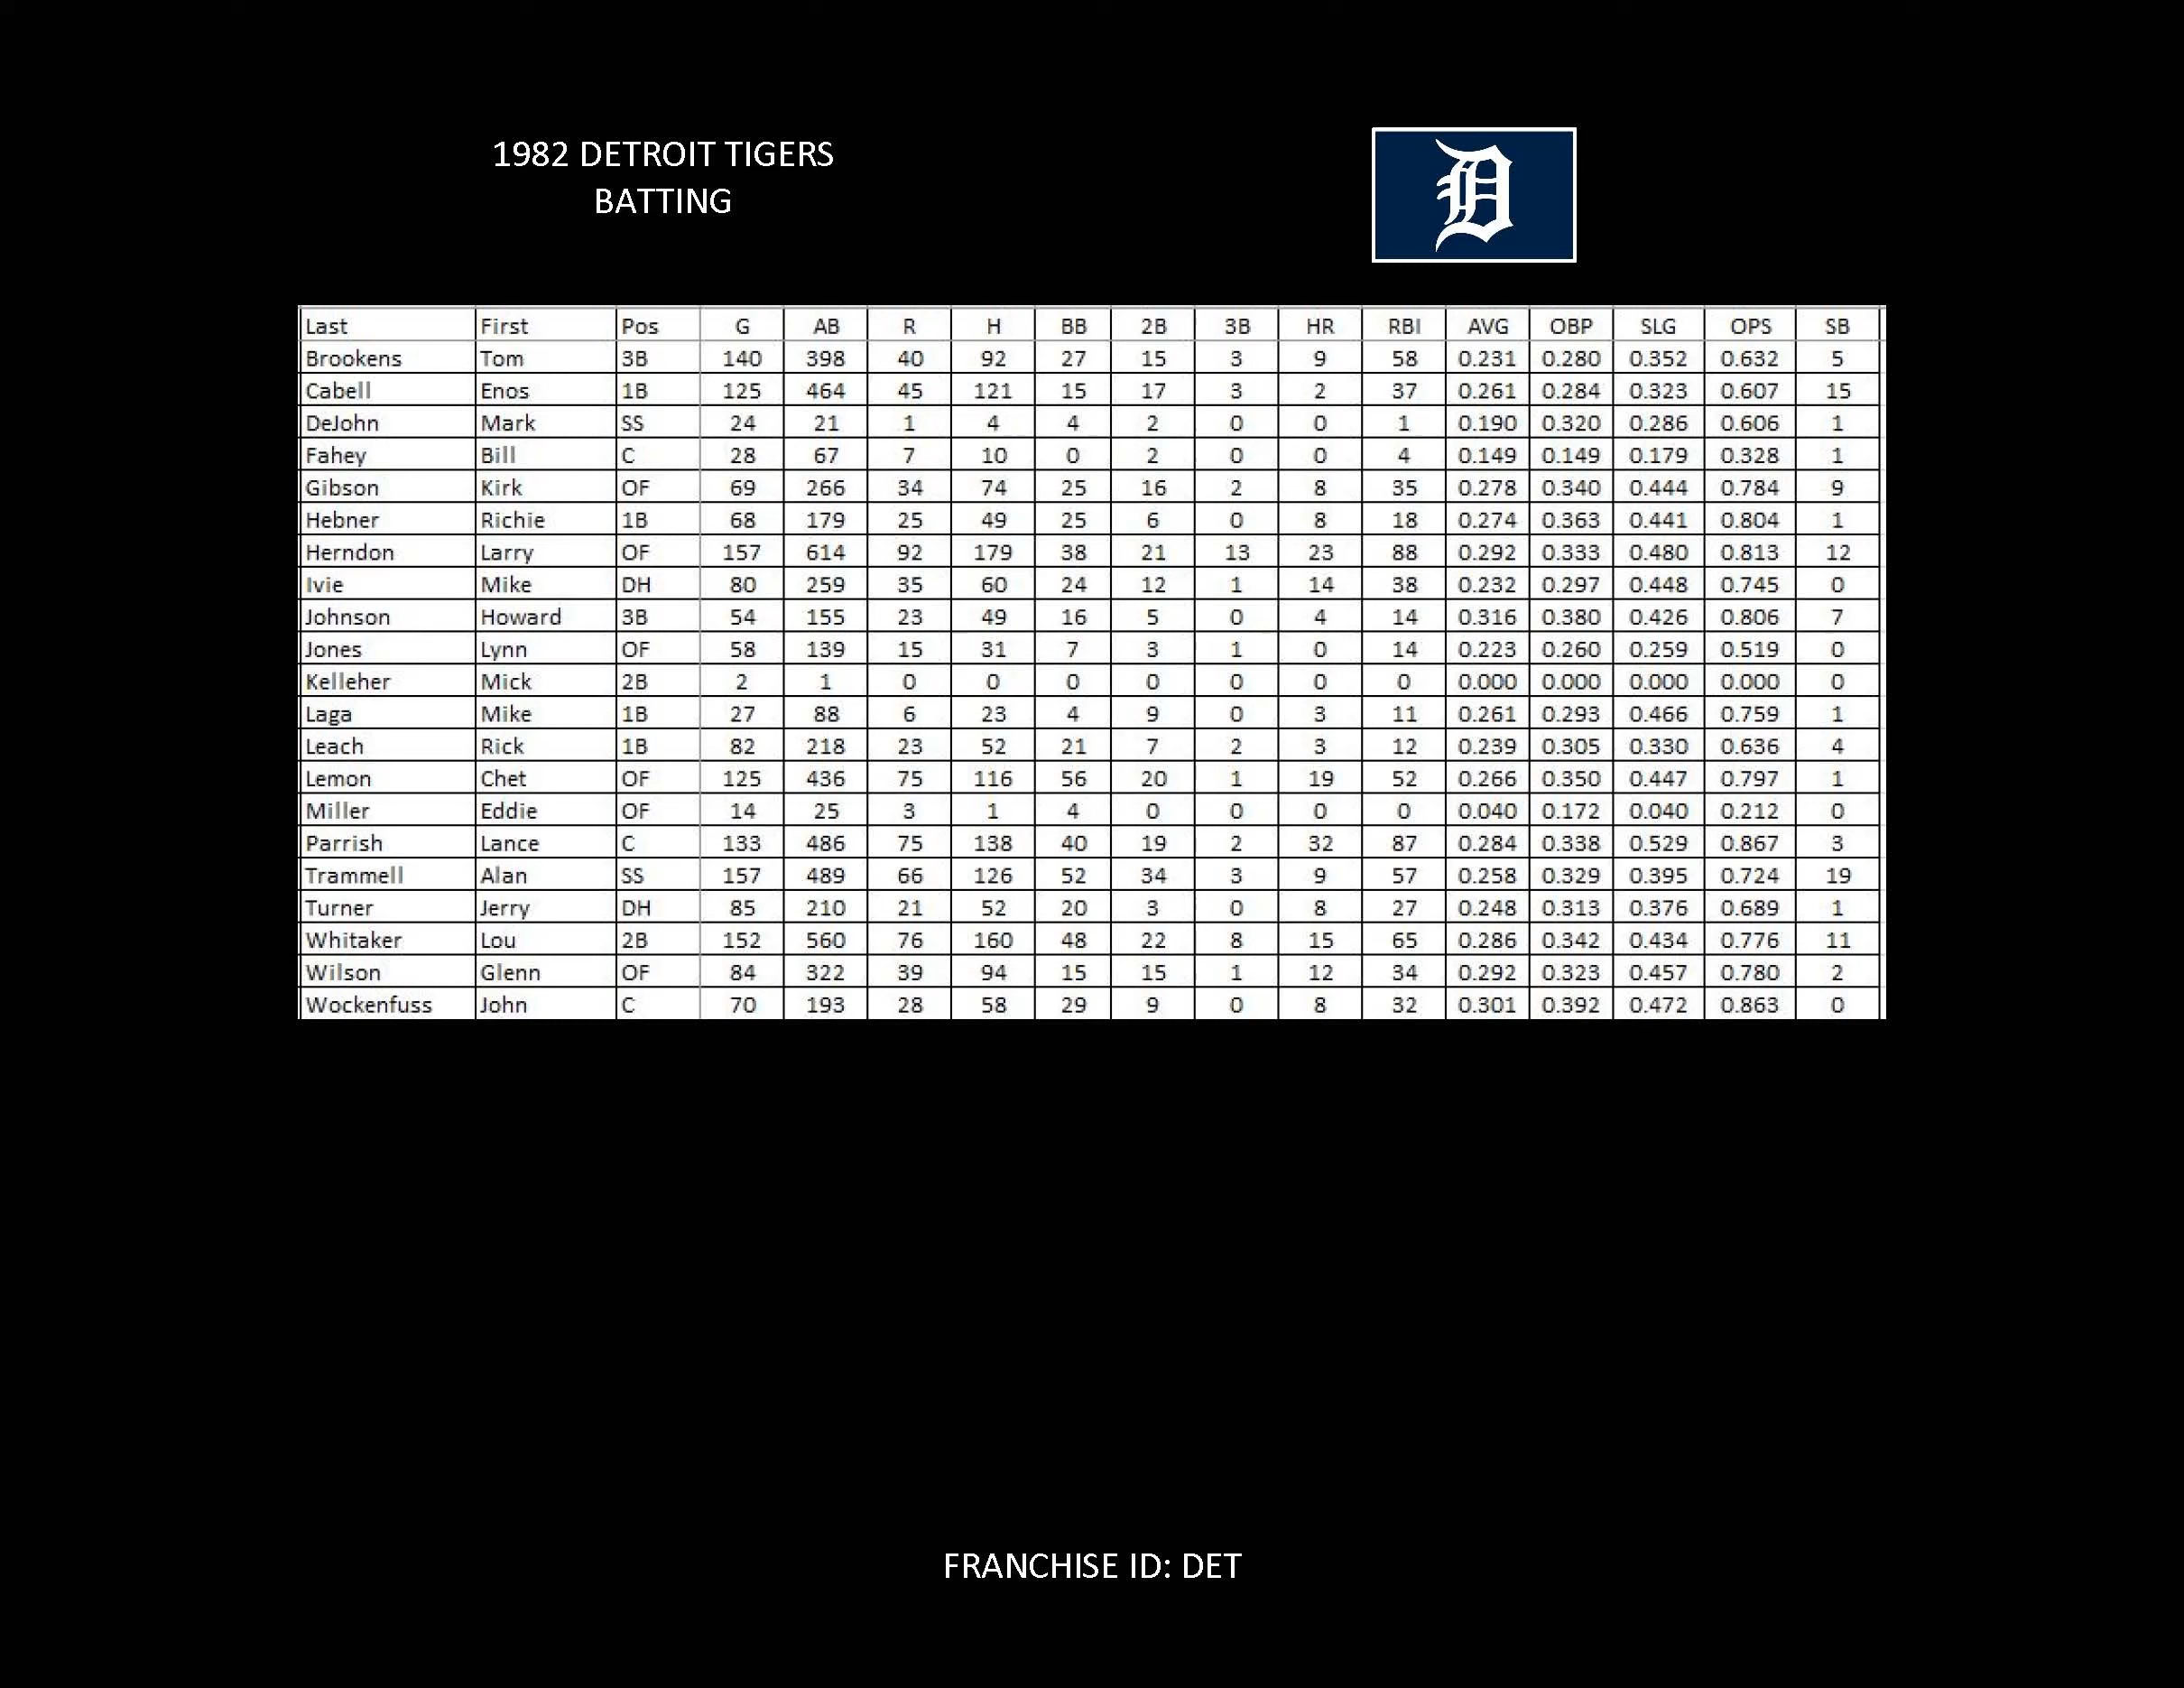 1982 DETROIT TIGERS
BATTING
D
Last First Pos G AB R H BB 2B 3B HR RBI AVG OBP SLG OPS SB
Brookens Tom 3B 140 398 40 92 27 15 3 9 58 0.231 0.280 0.352 0.632 5
Cabell Enos 1B 125 464 45 121 15 17 3 2 37 0.261 0.284 0.323 0.607 15
DeJohn Mark SS 24 21 1 4 4 2 0 0 1 0.190 0.320 0.286 0.606 1
Fahey Bill C 28 67 7 10 0 2 0 0 4 0.149 0.149 0.179 0.328 1
Gibson Kirk OF 69 266 34 74 25 16 2 8 35 0.278 0.340 0.444 0.784 9
Hebner Richie 1B 68 179 25 49 25 6 0 8 18 0.274 0.363 0.441 0.804 1
Herndon Larry OF 157 614 92 179 38 21 13 23 88 0.292 0.333 0.480 0.813 12
Ivie Mike DH 80 259 35 60 24 12 1 14 38 0.232 0.297 0.448 0.745 0
Johnson Howard 3B 54 155 23 49 16 5 0 4 14 0.316 0.380 0.426 0.806 7
Jones Lynn OF 58 139 15 31 7 3 1 0 14 0.223 0.260 0.259 0.519 0
Kelleher Mick 2B 2 1 0 0 0 0 0 0 0 0.000 0.000 0.000 0.000 0
Laga Mike 1B 27 88 6 23 4 9 0 3 11 0.261 0.293 0.466 0.759 1
Leach Rick 1B 82 218 23 52 21 7 2 3 12 0.239 0.305 0.330 0.636 4
Lemon Chet OF 125 436 75 116 56 20 1 19 52 0.266 0.350 0.447 0.797 1
Miller Eddie OF 14 25 3 1 4 0 0 0 0 0.040 0.172 0.040 0.212 0
Parrish Lance C 133 486 75 138 40 19 2 32 87 0.284 0.338 0.529 0.867 3
Trammell Alan SS 157 489 66 126 52 34 3 9 57 0.258 0.329 0.395 0.724 19
Turner Jerry DH 85 210 21 52 20 3 0 8 27 0.248 0.313 0.376 0.689 1
Whitaker Lou 2B 152 560 76 160 48 22 8 15 65 0.286 0.342 0.434 0.776 11
Wilson Glenn OF 84 322 39 94 15 15 1 12 34 0.292 0.323 0.457 0.780 2
Wockenfuss John C 70 193 28 58 29 9 0 8 32 0.301 0.392 0.472 0.863 0
FRANCHISE ID: DET